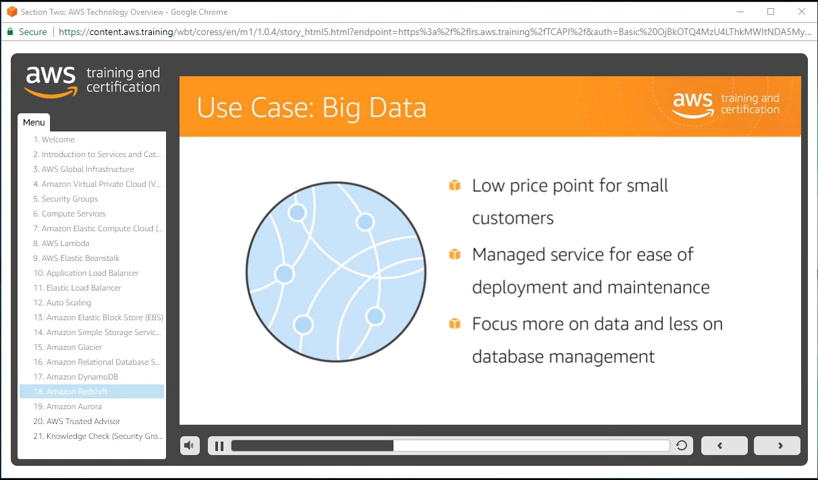 Section Two: AWS Technology Overview - Google Chrome
Secure https://content.aws.training/wbt/coress/en/m1/1.0.4/story_html5.html?endpoint=https%3a%2f%2flrs.aws.training%2fTCAPI%2f&auth=Basic%20OjBkOTQ4MzU4LThkMWItNDA5My...
aws training and certification
Menu
1. Welcome
2. Introduction to Services and Cat...
3. AWS Global Infrastructure
4. Amazon Virtual Private Cloud (V...
5. Security Groups
6. Compute Services
7. Amazon Elastic Compute Cloud (...
8. AWS Lambda
9. AWS Elastic Beanstalk
10. Application Load Balancer
11. Elastic Load Balancer
12. Auto Scaling
13. Amazon Elastic Block Store (EBS)
14. Amazon Simple Storage Servic...
15. Amazon Glacier
16. Amazon Relational Database S...
17. Amazon DynamoDB
18. Amazon Redshift
19. Amazon Aurora
20. AWS Trusted Advisor
21. Knowledge Check (Security Gro...
Use Case: Big Data
aws training and certification
Low price point for small
customers
Managed service for ease of
deployment and maintenance
Focus more on data and less on
database management